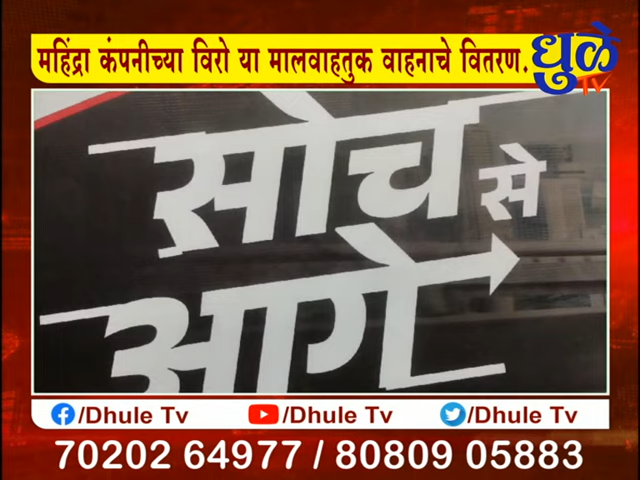 महिंद्रा कंपनीच्या विरो या मालवाहतुक वाहनाचे वितरण.
धुळे
TV
सोच से
आगे
/Dhule Tv /Dhule Tv /Dhule Tv
70202 64977 / 80809 05883